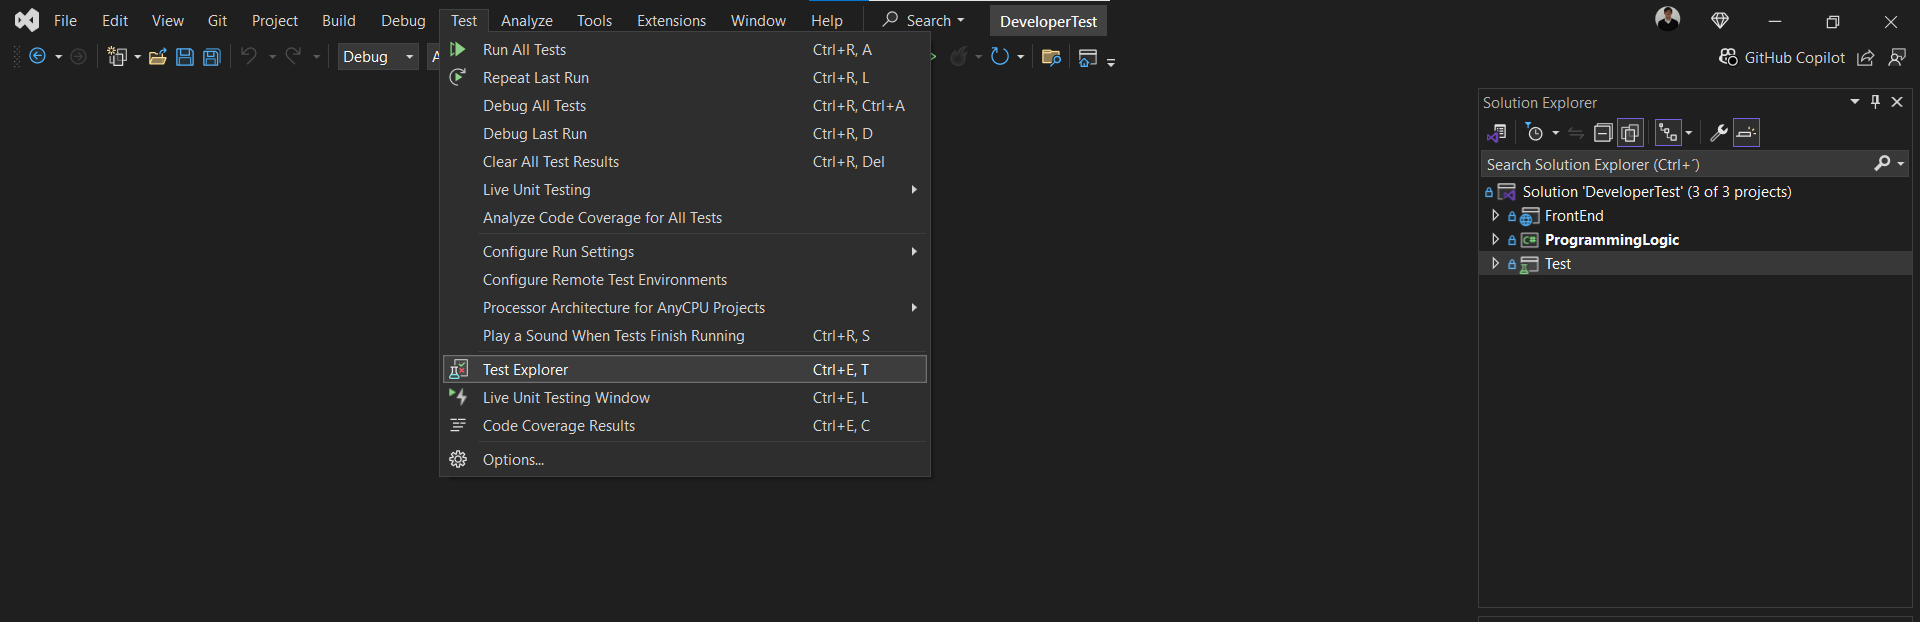 File Edit View Git Project Build Debug Test Analyze Tools Extensions Window Help Search DeveloperTest
Debug A GitHub Copilot
Run All Tests Ctrl+R, A
Repeat Last Run Ctrl+R, L
Debug All Tests Ctrl+R, Ctrl+A
Debug Last Run Ctrl+R, D
Clear All Test Results Ctrl+R, Del
Live Unit Testing
Analyze Code Coverage for All Tests
Configure Run Settings
Configure Remote Test Environments
Processor Architecture for AnyCPU Projects
Play a Sound When Tests Finish Running Ctrl+R, S
Test Explorer Ctrl+E, T
Live Unit Testing Window Ctrl+E, L
Code Coverage Results Ctrl+E, C
Options...
Solution Explorer
Search Solution Explorer (Ctrl+´)
Solution 'DeveloperTest' (3 of 3 projects)
FrontEnd
C# ProgrammingLogic
Test